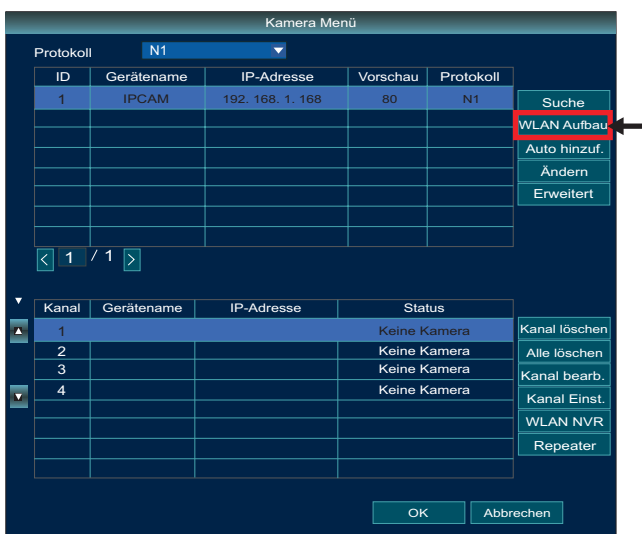 Kamera Menü
Protokoll N1
ID Gerätename IP-Adresse Vorschau Protokoll
1 IPCAM 192. 168. 1. 168 80 N1
Suche
WLAN Aufbau
Auto hinzuf.
Ändern
Erweitert
< 1 / 1 >
Kanal Gerätename IP-Adresse Status
1 Keine Kamera
2 Keine Kamera
3 Keine Kamera
4 Keine Kamera
Kanal löschen
Alle löschen
Kanal bearb.
Kanal Einst.
WLAN NVR
Repeater
OK Abbrechen